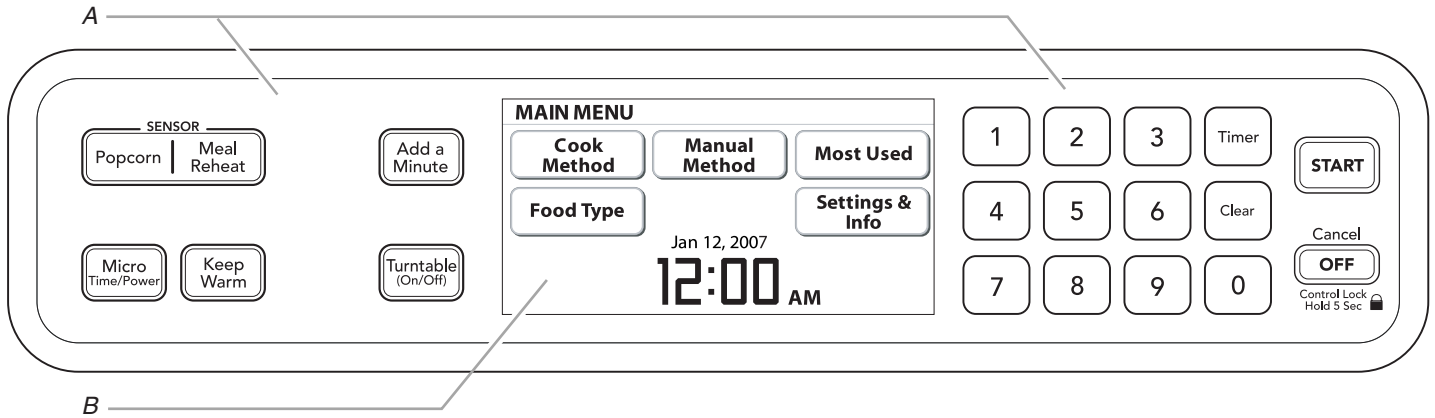 A
SENSOR
Popcorn | Meal
Reheat
Add a
Minute
Micro
Time/Power
Keep
Warm
Turntable
(On/Off)
MAIN MENU
Cook
Method
Manual
Method
Most Used
Food Type
Settings &
Info
Jan 12, 2007
12:00 AM
1 2 3 Timer
4 5 6 Clear
7 8 9 0
START
Cancel
OFF
Control Lock
Hold 5 Sec
B